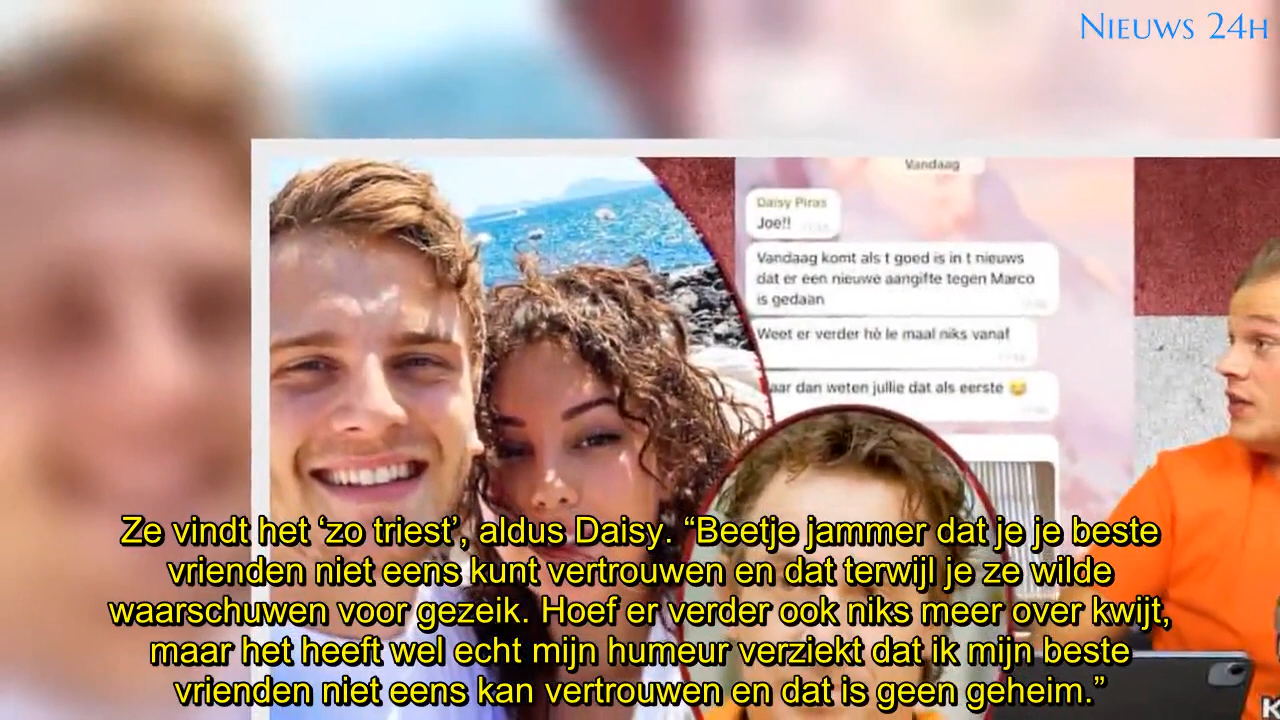 Nieuws 24h
Vandaag
Daisy Piras
Joe!!
Vandaag komt als t goed is in t nieuws
dat er een nieuwe aangifte tegen Marco
is gedaan
Weet er verder hè le maal niks vanaf
aar dan weten jullie dat als eerste 😂
Ze vindt het ‘zo triest’, aldus Daisy. “Beetje jammer dat je je beste
vrienden niet eens kunt vertrouwen en dat terwijl je ze wilde
waarschuwen voor gezeik. Hoef er verder ook niks meer over kwijt,
maar het heeft wel echt mijn humeur verziekt dat ik mijn beste
vrienden niet eens kan vertrouwen en dat is geen geheim.”
K